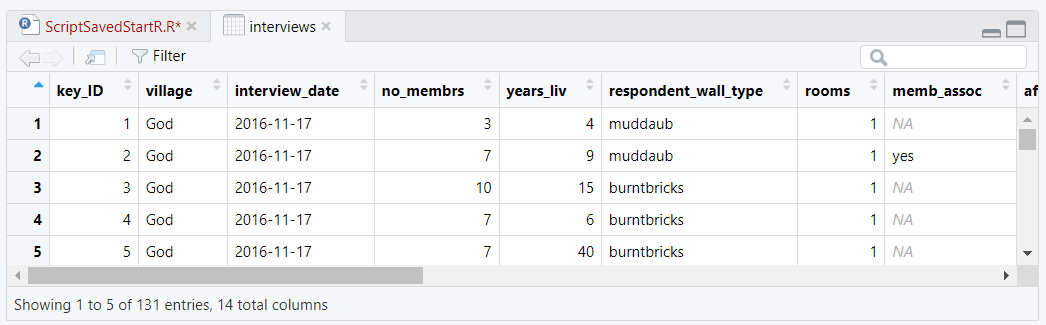 ScriptSavedStartR.R* interviews
Filter
key_ID village interview_date no_membrs years_liv respondent_wall_type rooms memb_assoc af
1 1 God 2016-11-17 3 4 muddaub 1 NA
2 2 God 2016-11-17 7 9 muddaub 1 yes
3 3 God 2016-11-17 10 15 burntbricks 1 NA
4 4 God 2016-11-17 7 6 burntbricks 1 NA
5 5 God 2016-11-17 7 40 burntbricks 1 NA
Showing 1 to 5 of 131 entries, 14 total columns